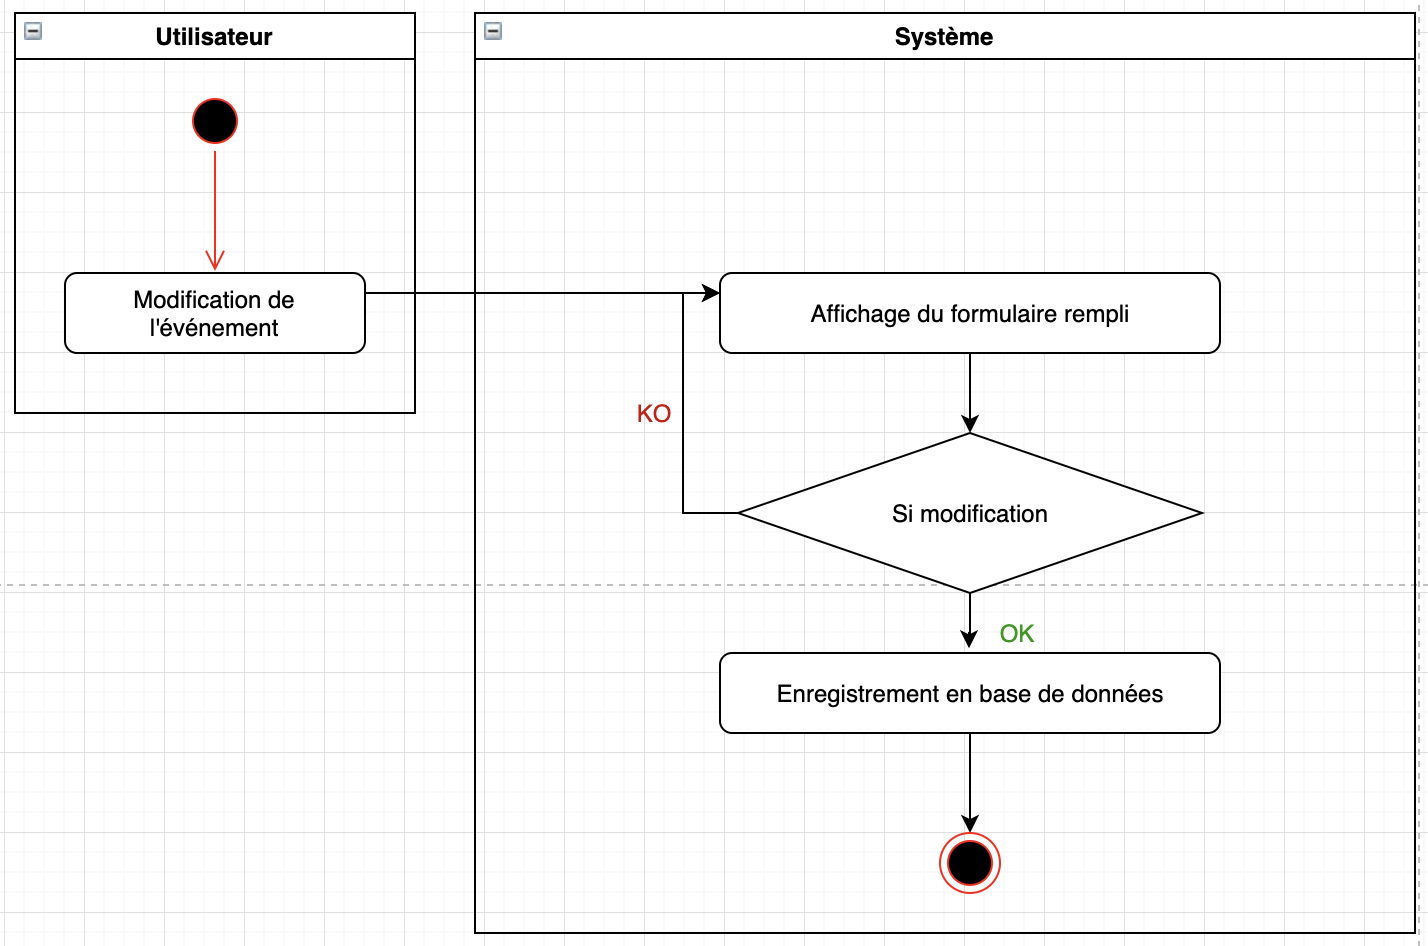 Utilisateur
Système
Modification de
l'événement
Affichage du formulaire rempli
KO
Si modification
OK
Enregistrement en base de données